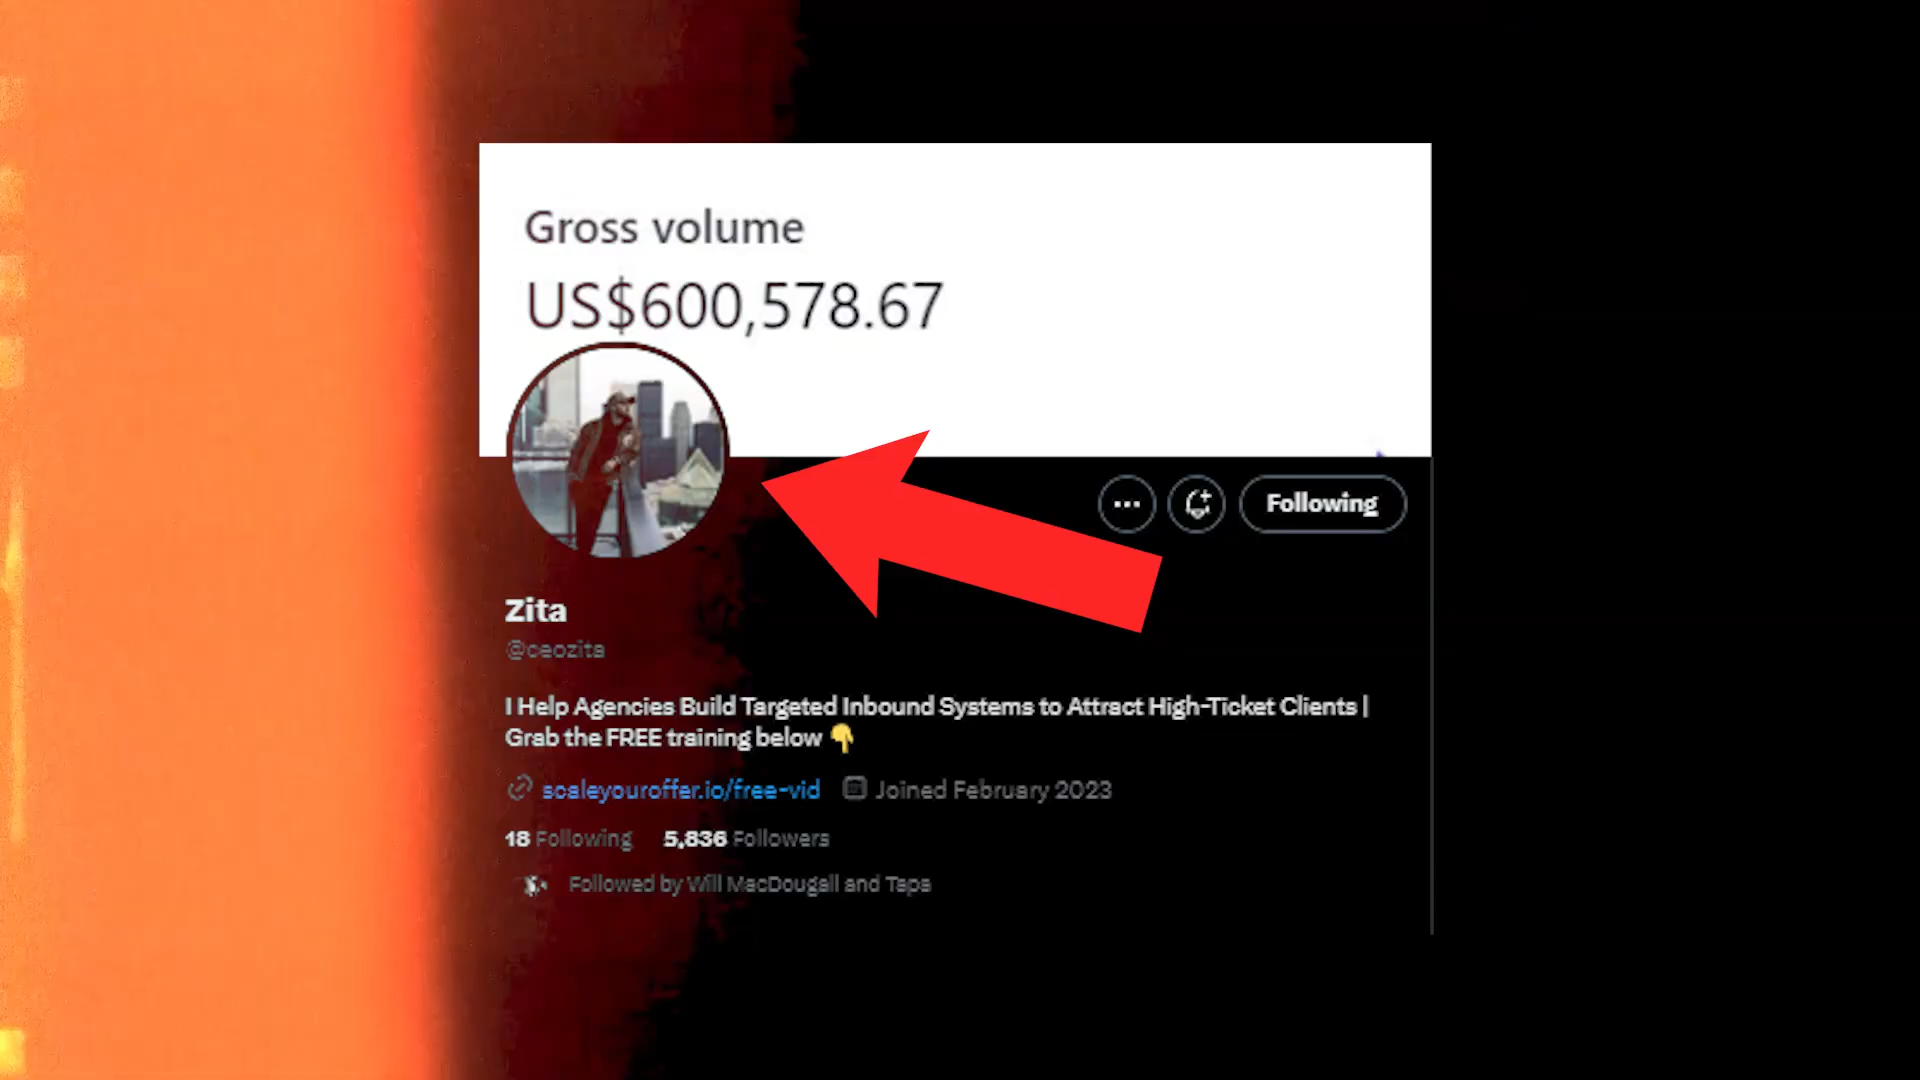 Gross volume
US$600,578.67
Following
Zita
@ceozita
I Help Agencies Build Targeted Inbound Systems to Attract High-Ticket Clients |
Grab the FREE training below 👇
scaleyouroffer.io/free-vid Joined February 2023
18 Following 5,836 Followers
Followed by Will MacDougall and Taps